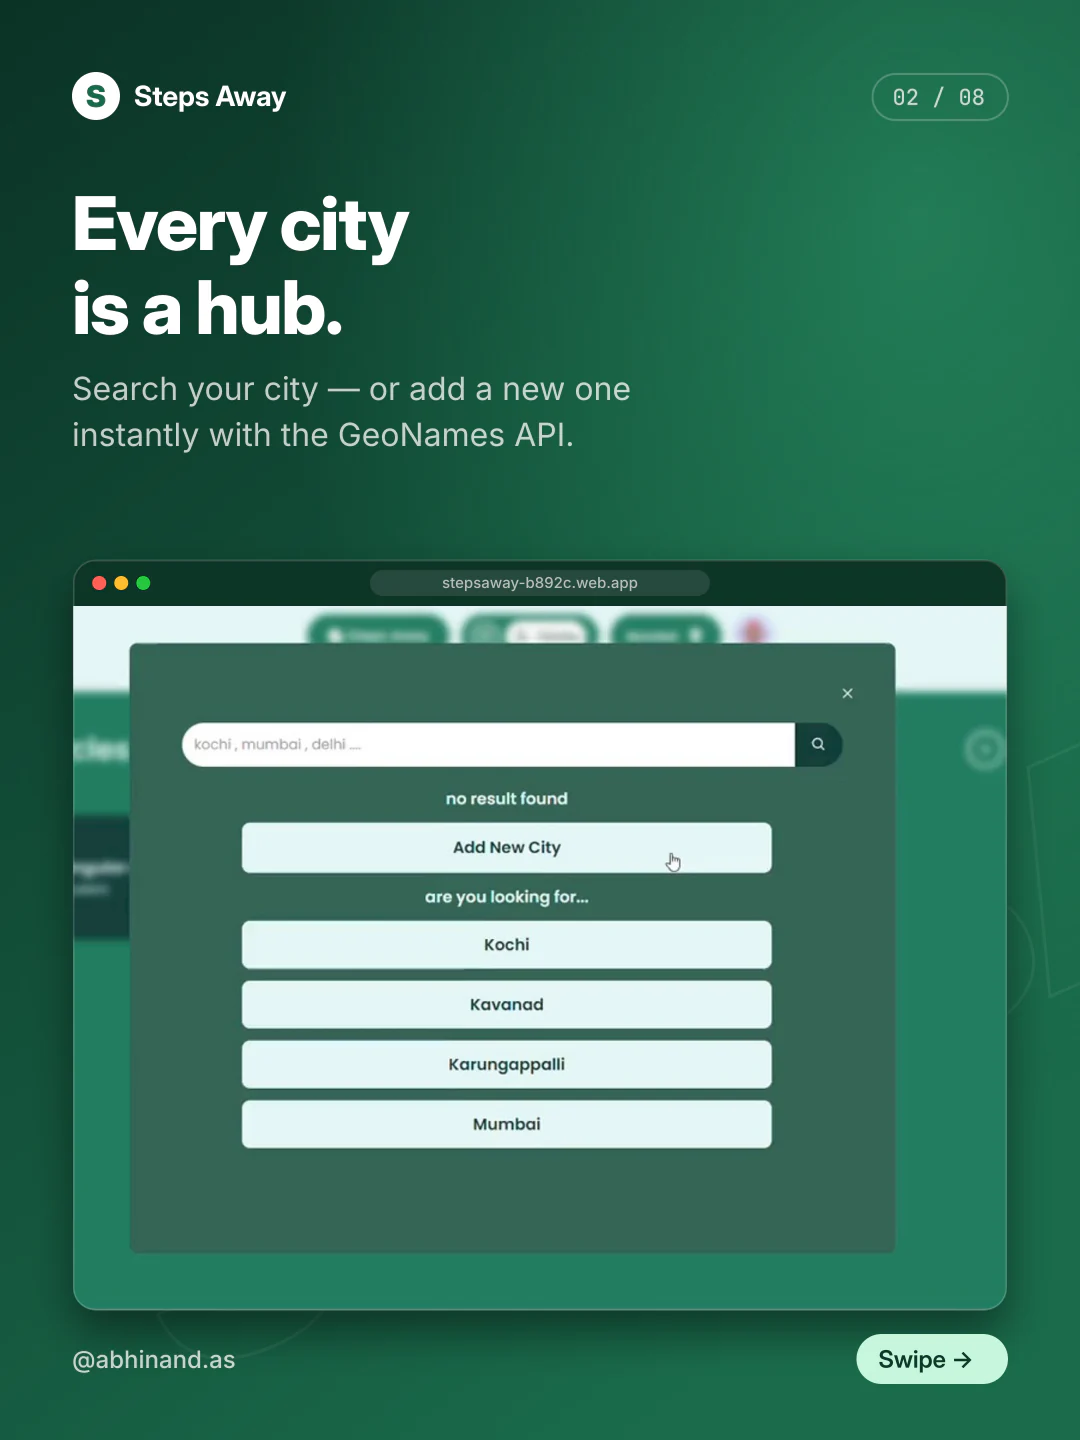 S Steps Away
02 / 08
Every city
is a hub.
Search your city — or add a new one
instantly with the GeoNames API.
stepsaway-b892c.web.app
kochi , mumbai , delhi ....
no result found
Add New City
are you looking for...
Kochi
Kavanad
Karungappalli
Mumbai
@abhinand.as
Swipe →